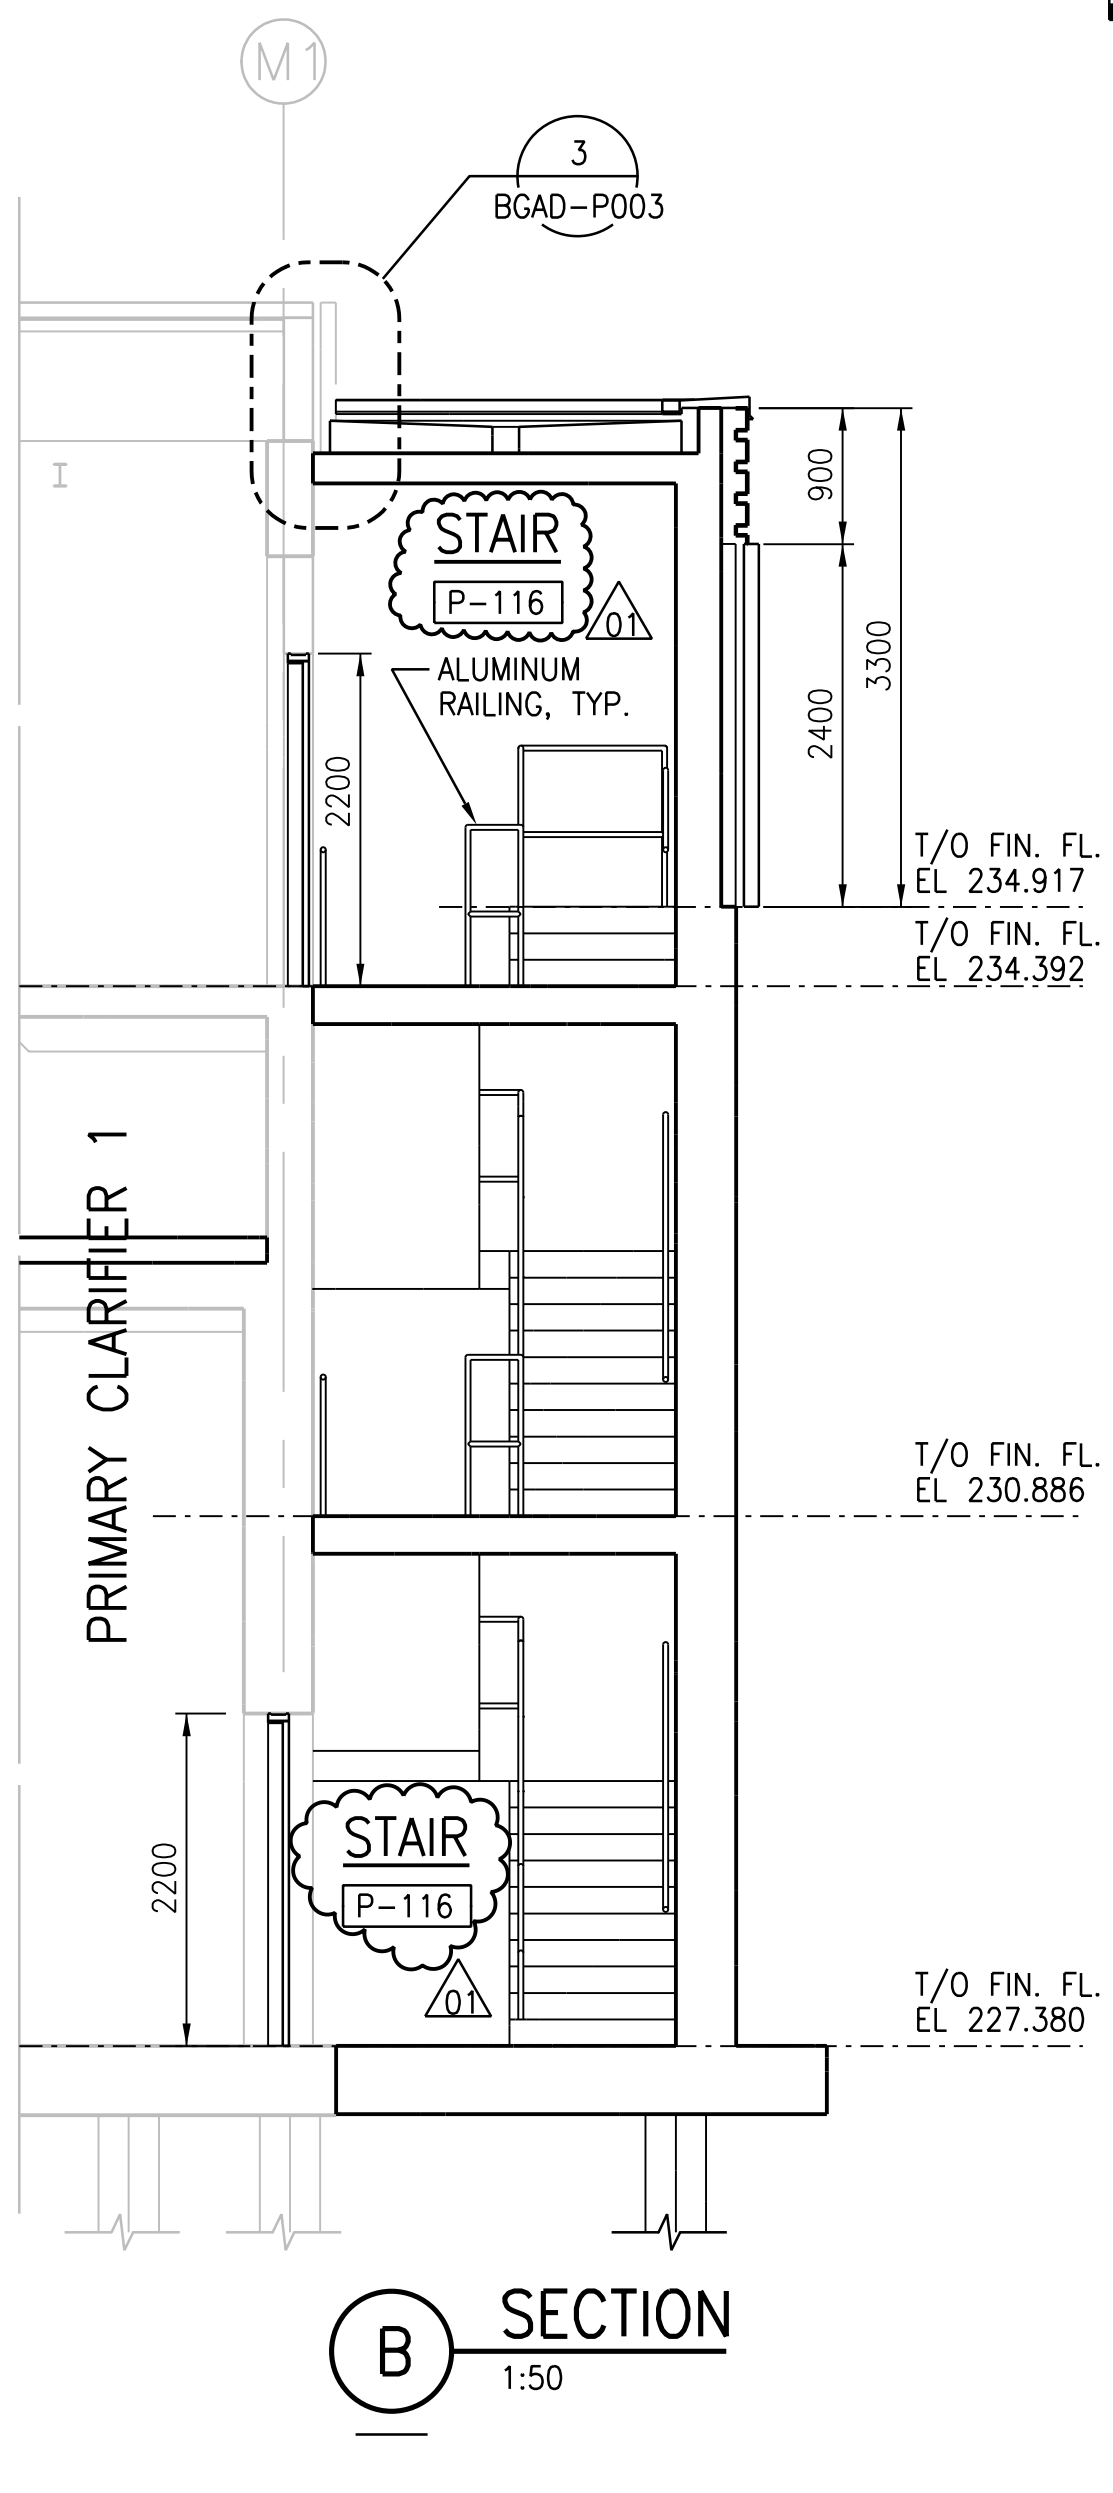 M1
3
BGAD-P003
I
STAIR
P-116
01
900
3300
ALUMINUM
RAILING, TYP.
2400
2200
T/O FIN. FL.
EL 234.917
T/O FIN. FL.
EL 234.392
PRIMARY CLARIFIER 1
T/O FIN. FL.
EL 230.886
STAIR
P-116
2200
01
T/O FIN. FL.
EL 227.380
B
SECTION
1:50